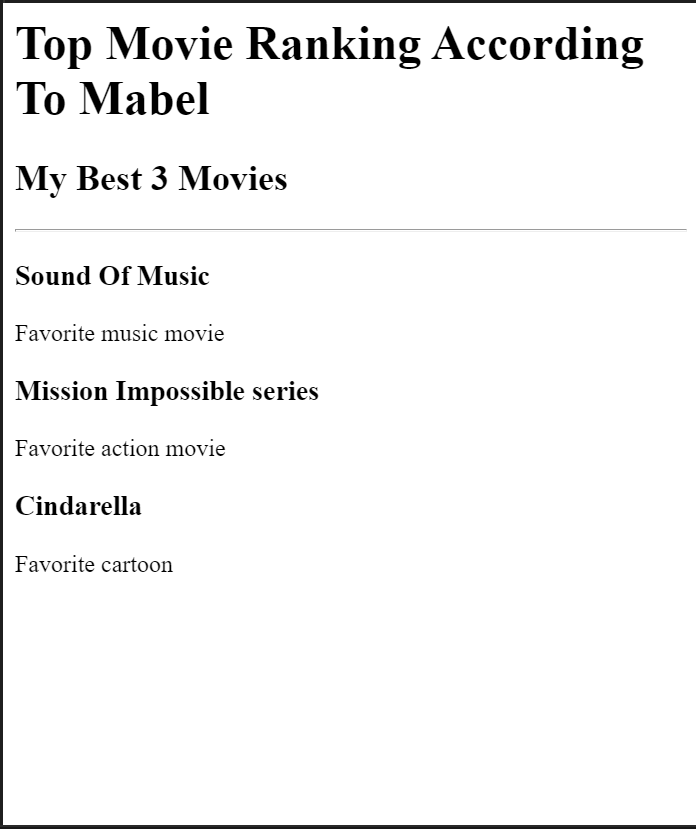 Top Movie Ranking According
To Mabel
My Best 3 Movies
Sound Of Music
Favorite music movie
Mission Impossible series
Favorite action movie
Cindarella
Favorite cartoon